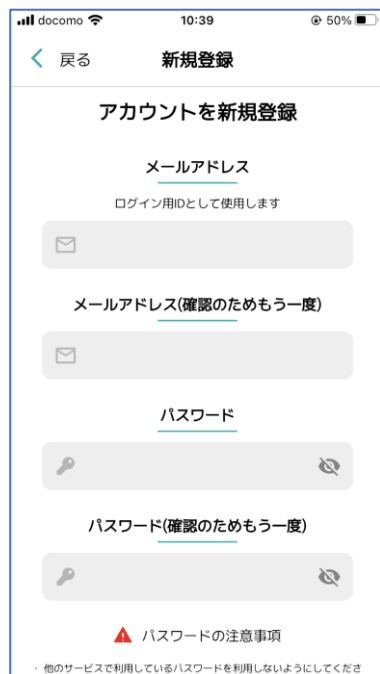 docomo 10:39 50%
戻る 新規登録
アカウントを新規登録
メールアドレス
ログイン用IDとして使用します
メールアドレス(確認のためもう一度)
パスワード
パスワード(確認のためもう一度)
パスワードの注意事項
・ 他のサービスで利用しているパスワードを利用しないようにしてくださ